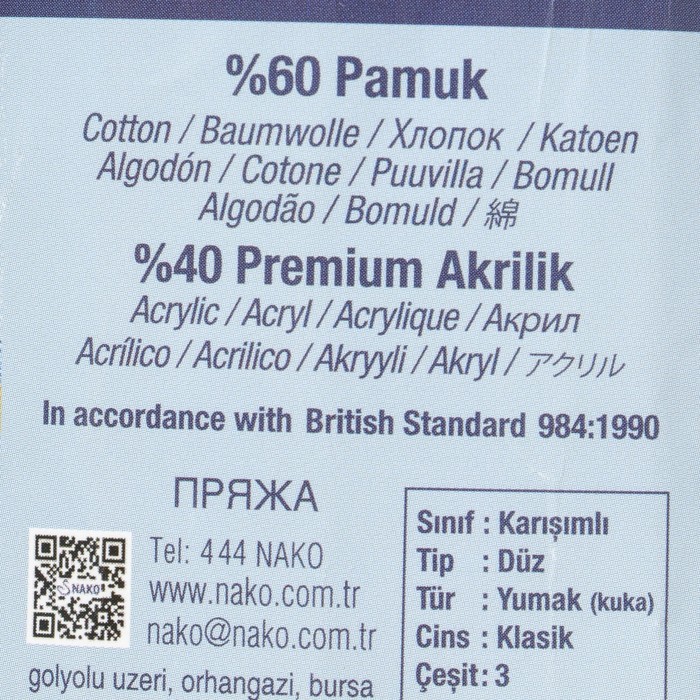 %60 Pamuk
Cotton / Baumwolle / Хлопок / Katoen
Algodón / Cotone / Puuvilla / Bomull
Algodão / Bomuld / 綿
%40 Premium Akrilik
Acrylic / Acryl / Acrylique / Акрил
Acrílico / Acrilico / Akryyli / Akryl / アクリル
In accordance with British Standard 984:1990
ПРЯЖА
Tel: 444 NAKO
www.nako.com.tr
nako@nako.com.tr
NAKO
golyolu uzeri, orhangazi, bursa
Sınıf : Karışımlı
Tip : Düz
Tür : Yumak (kuka)
Cins : Klasik
Çeşit: 3